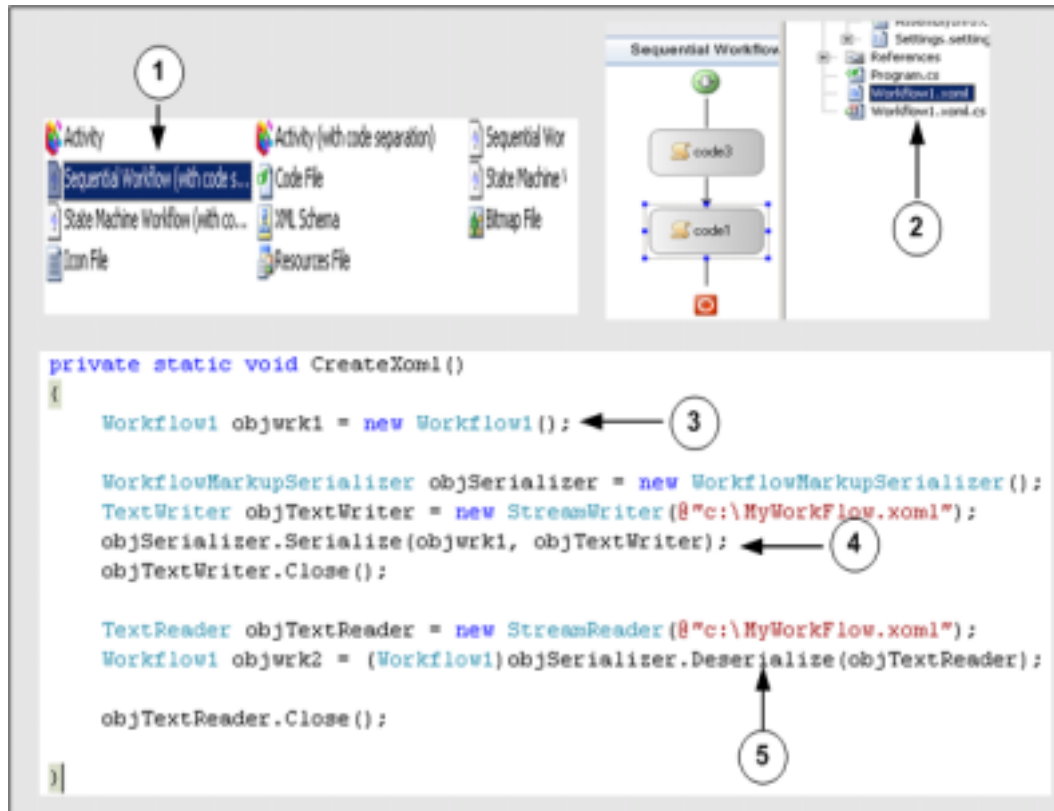 1
Activity
Activity (with code separation)
Sequential Wor
Sequential Workflow (with code s...
Code File
State Machine
State Machine Workflow (with co...
XML Schema
Bitmap File
Icon File
Resources File
Sequential Workflow
code3
code1
Settings.setting
References
Program.cs
Workflow1.xoml
Workflow1.xoml.cs
2
private static void CreateXoml()
{
Workflow1 objwrk1 = new Workflow1();
3
WorkflowMarkupSerializer objSerializer = new WorkflowMarkupSerializer();
TextWriter objTextWriter = new StreamWriter(@"c:\MyWorkFlow.xoml");
objSerializer.Serialize(objwrk1, objTextWriter);
4
objTextWriter.Close();
TextReader objTextReader = new StreamReader(@"c:\MyWorkFlow.xoml");
Workflow1 objwrk2 = (Workflow1)objSerializer.Deserialize(objTextReader);
objTextReader.Close();
5
}